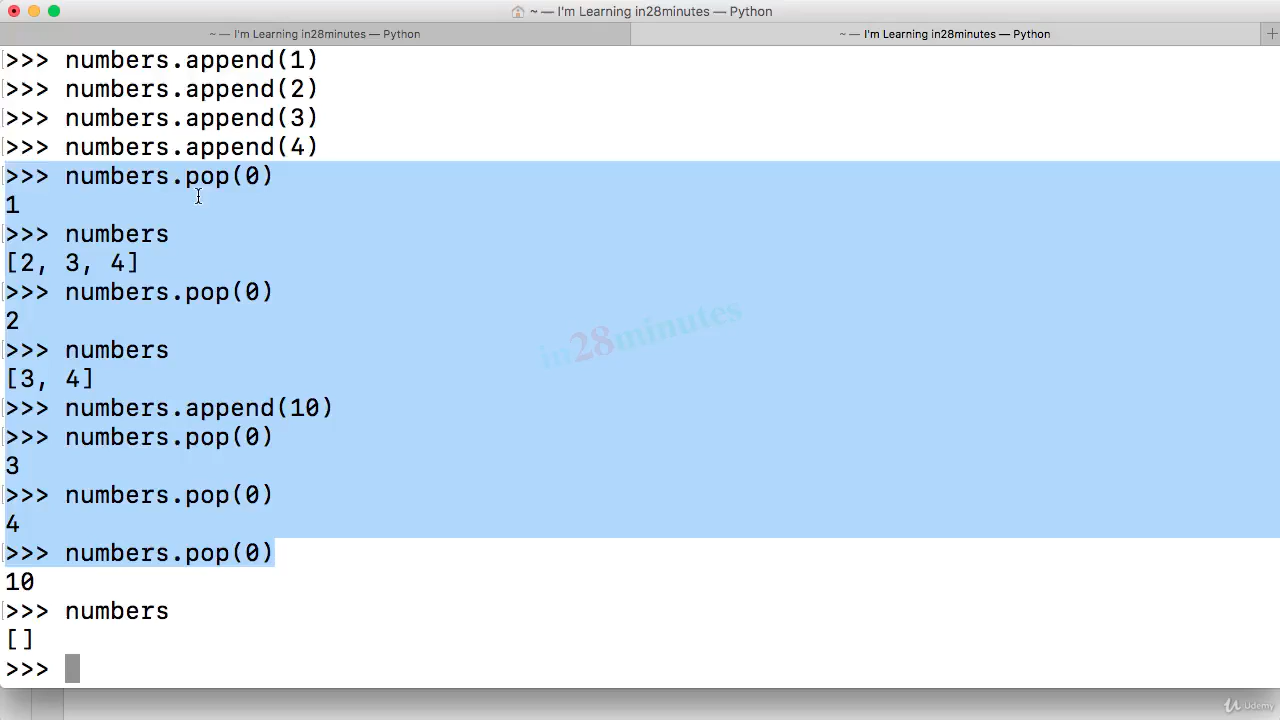 ~ — I'm Learning in28minutes — Python
~ — I'm Learning in28minutes — Python
~ — I'm Learning in28minutes — Python
>>> numbers.append(1)
>>> numbers.append(2)
>>> numbers.append(3)
>>> numbers.append(4)
>>> numbers.pop(0)
1
>>> numbers
[2, 3, 4]
>>> numbers.pop(0)
2
>>> numbers
[3, 4]
>>> numbers.append(10)
>>> numbers.pop(0)
3
>>> numbers.pop(0)
4
>>> numbers.pop(0)
10
>>> numbers
[]
>>>
in28minutes
Udemy